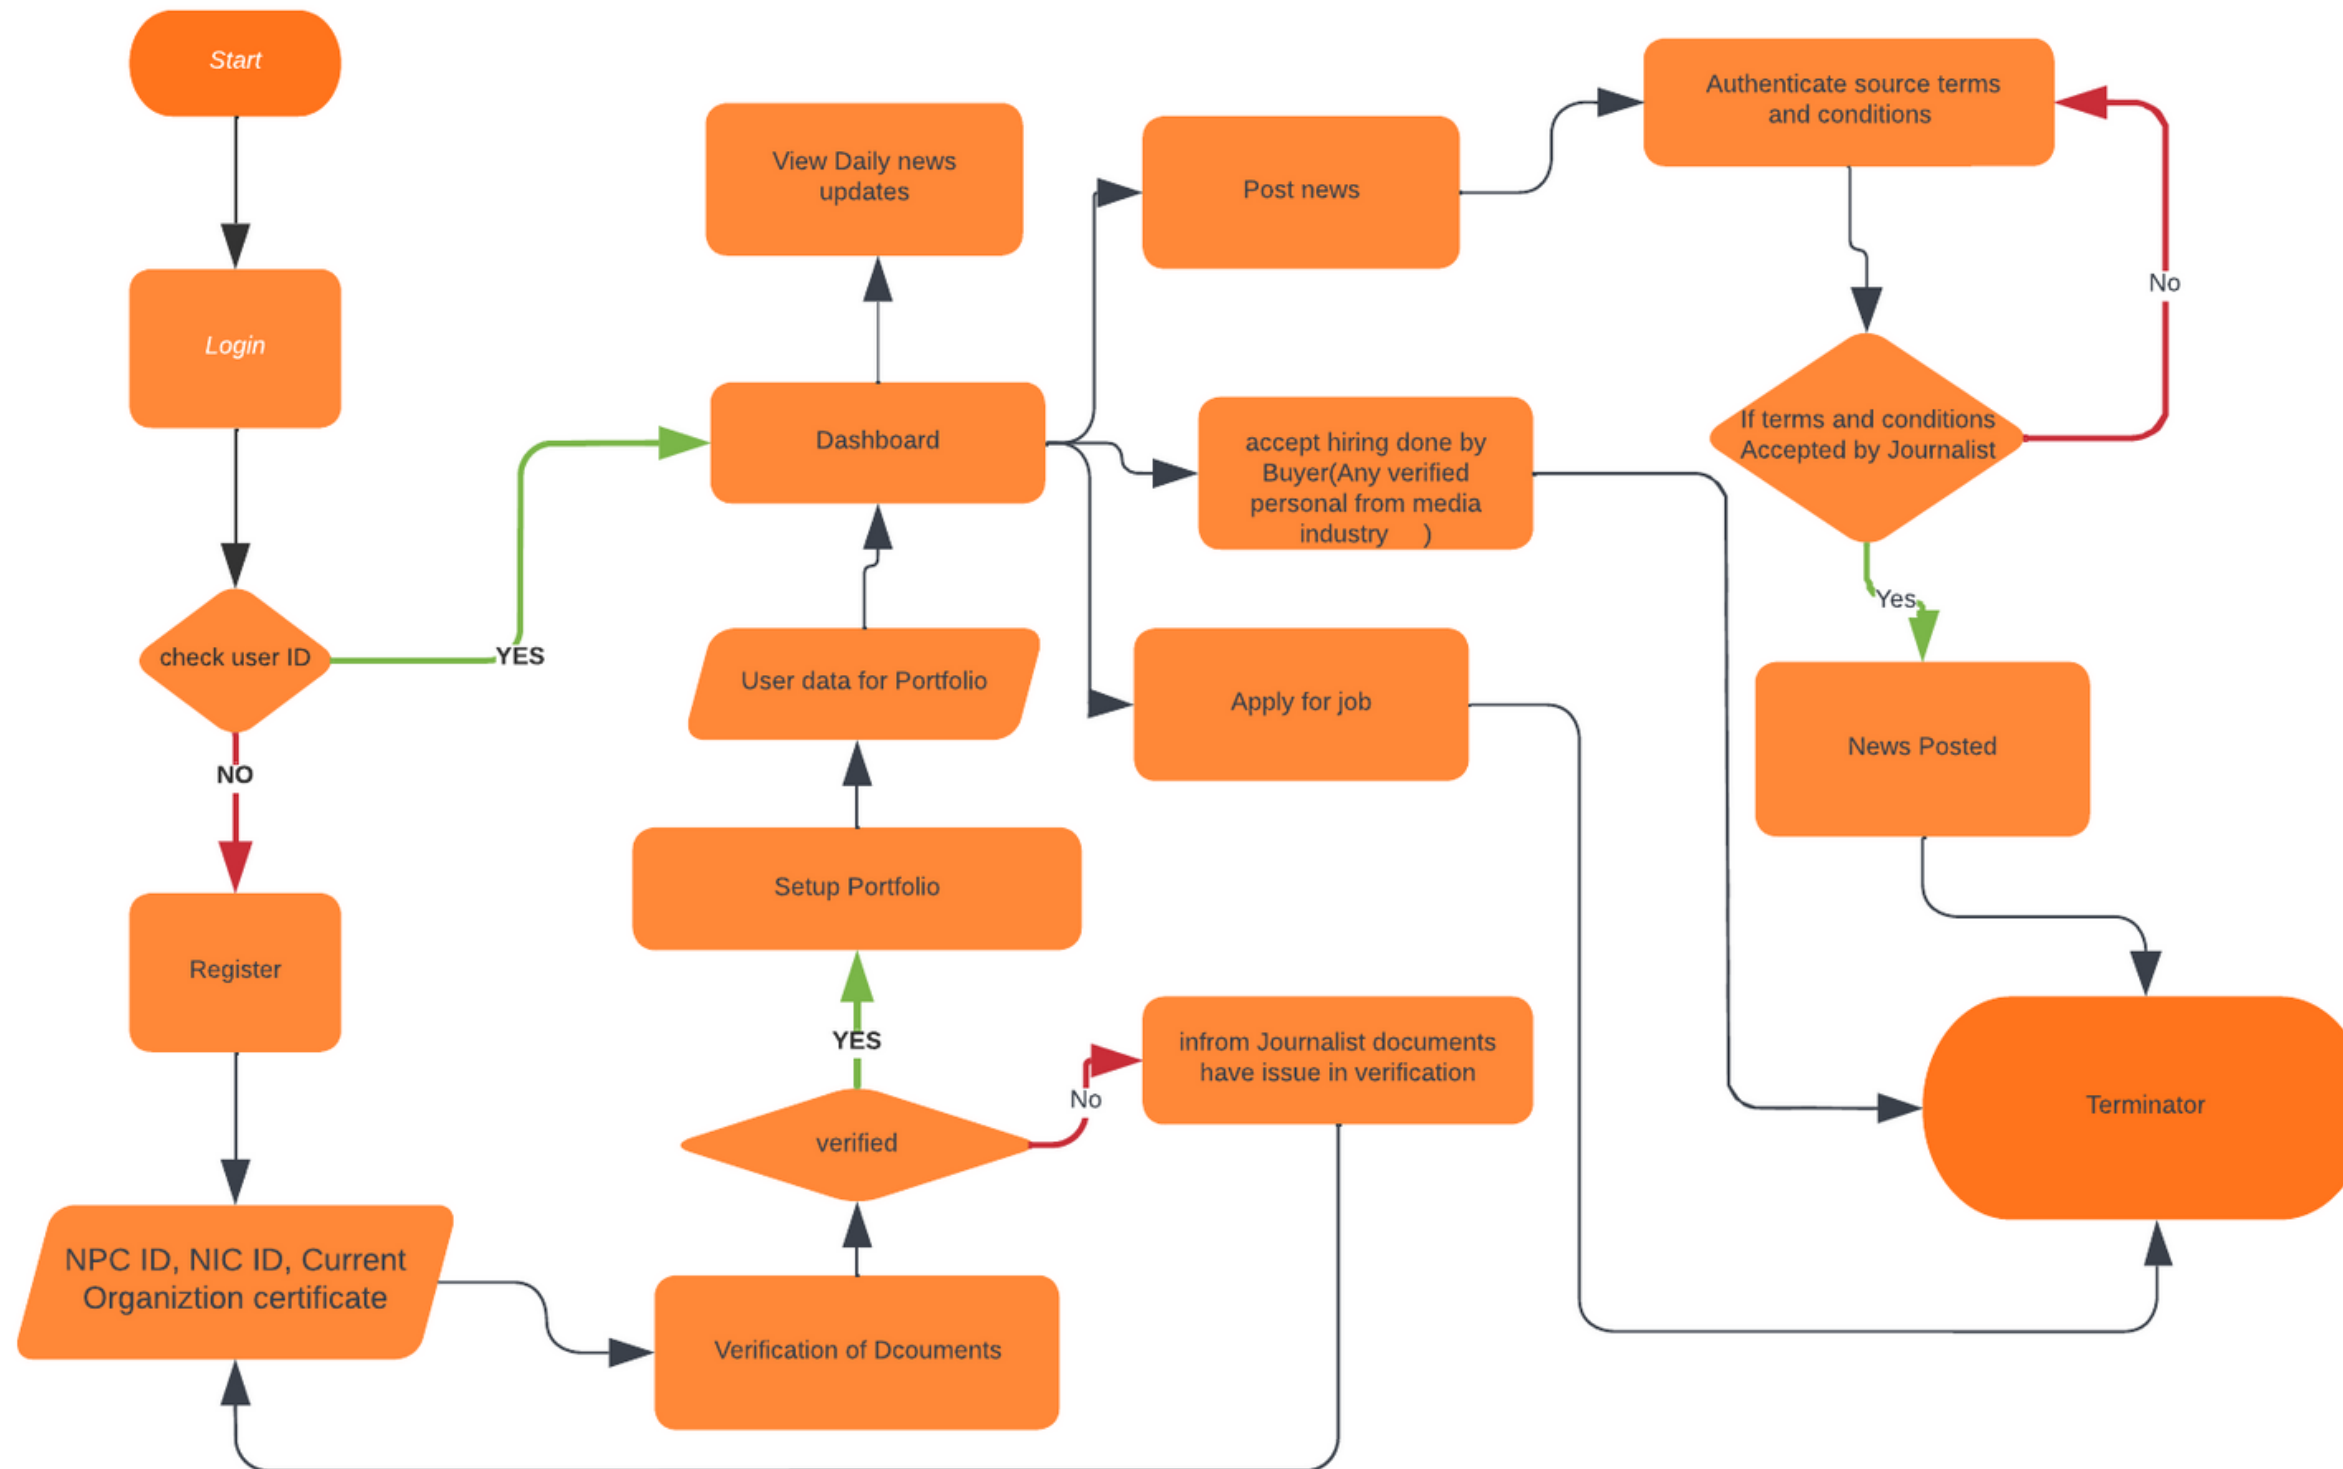 Start
Login
check user ID
YES
NO
Register
NPC ID, NIC ID, Current
Organiztion certificate
View Daily news
updates
Dashboard
User data for Portfolio
Setup Portfolio
YES
verified
No
Verification of Dcouments
Post news
accept hiring done by
Buyer(Any verified
personal from media
industry )
Apply for job
infrom Journalist documents
have issue in verification
Authenticate source terms
and conditions
No
If terms and conditions
Accepted by Journalist
Yes
News Posted
Terminator